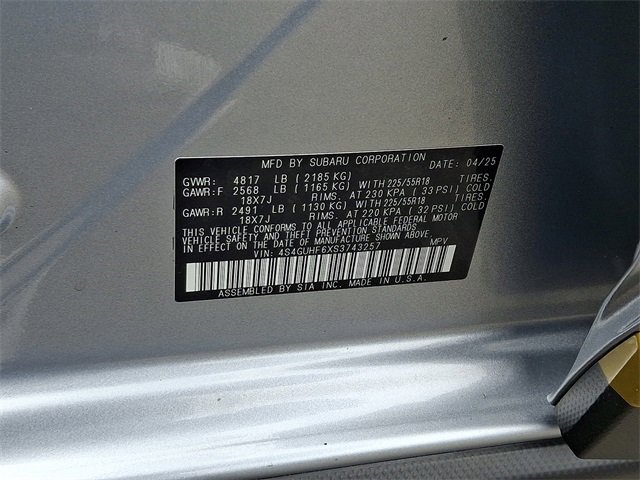 MFD BY SUBARU CORPORATION DATE: 04/25
GVWR: 4817 LB ( 2185 KG)
GAWR:F 2568 LB ( 1165 KG) WITH 225/55R18 TIRES.
18X7J RIMS. AT 230 KPA ( 33 PSI) COLD
GAWR:R 2491 LB ( 1130 KG) WITH 225/55R18 TIRES.
18X7J RIMS. AT 220 KPA ( 32 PSI) COLD
THIS VEHICLE CONFORMS TO ALL APPLICABLE FEDERAL MOTOR
VEHICLE SAFETY AND THEFT PREVENTION STANDARDS IN EFFECT
ON THE DATE OF MANUFACTURE SHOWN ABOVE.
VIN: 4S4GUHF6XS3743257 MPV
ASSEMBLED BY SIA INC. MADE IN U.S.A.